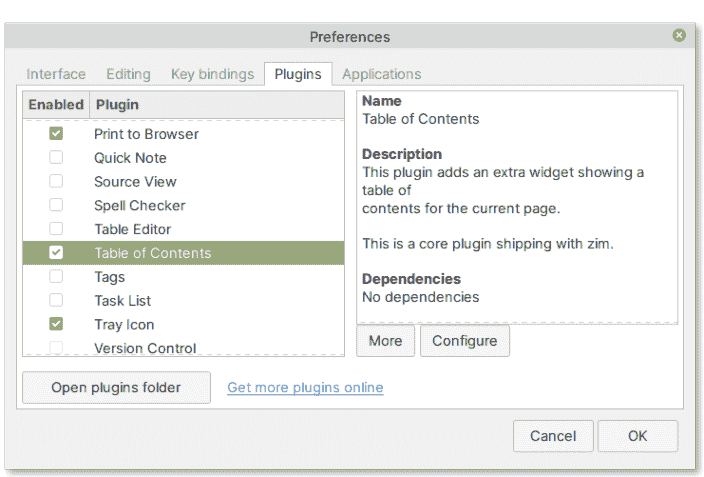 Preferences
Interface Editing Key bindings Plugins Applications
Enabled Plugin
Print to Browser
Quick Note
Source View
Spell Checker
Table Editor
Table of Contents
Tags
Task List
Tray Icon
Version Control
Name
Table of Contents
Description
This plugin adds an extra widget showing a
table of
contents for the current page.
This is a core plugin shipping with zim.
Dependencies
No dependencies
More Configure
Open plugins folder Get more plugins online
Cancel OK